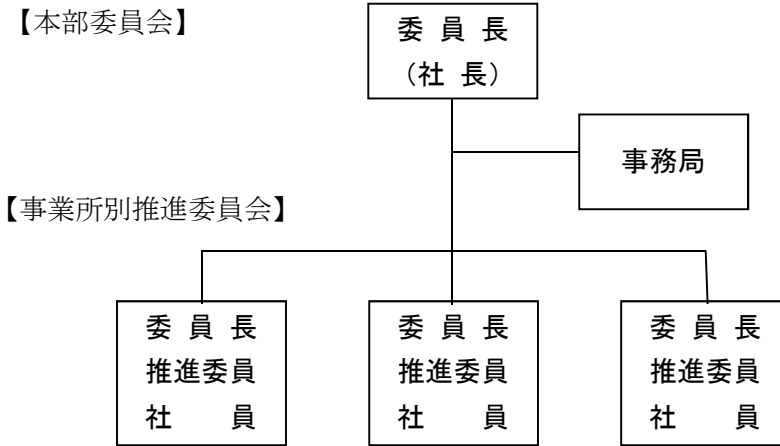 【本部委員会】
委 員 長
（社 長）
事務局
【事業所別推進委員会】
委 員 長
推進委員
社　　員
委 員 長
推進委員
社　　員
委 員 長
推進委員
社　　員